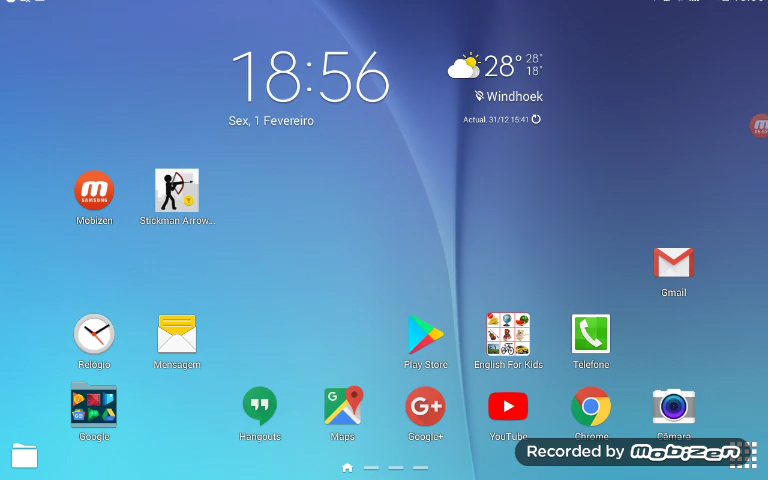 18:56
Sex, 1 Fevereiro
28° 28°
18°
Windhoek
Actual. 31/12 15:41
m
SAMSUNG
Mobizen
Stickman Arrow...
Gmail
Relógio
Mensagem
Play Store
English For Kids
Telefone
Google
Hangouts
G
Maps
G+
Google+
YouTube
Chrome
Câmara
Recorded by mobizen